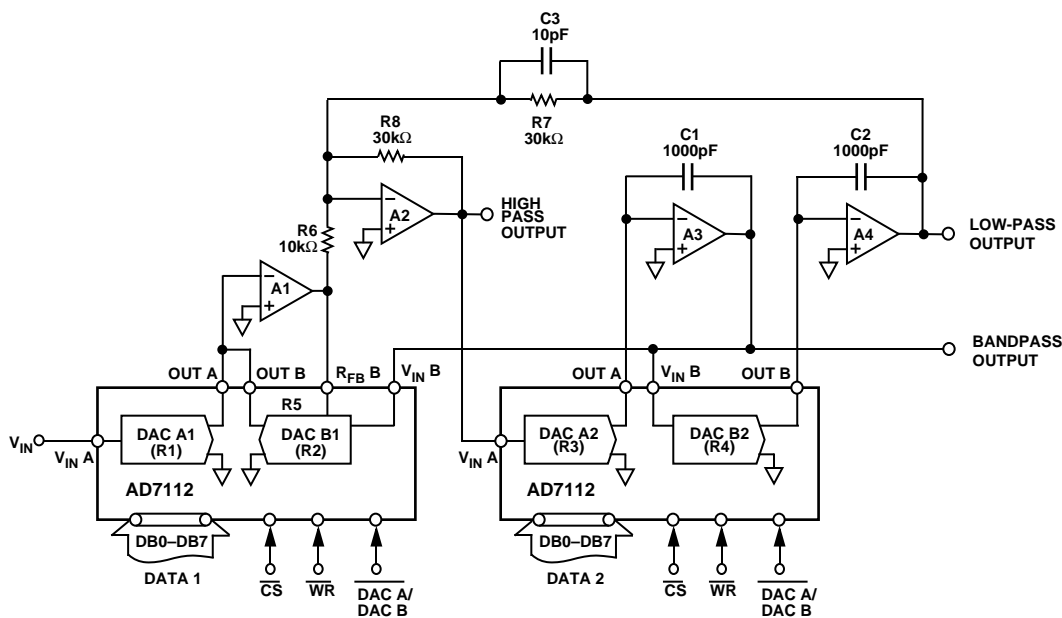 C3
10pF
R7
30kΩ
R8
30kΩ
C1
1000pF
C2
1000pF
A2
HIGH
PASS
OUTPUT
A3
A4
LOW-PASS
OUTPUT
R6
10kΩ
A1
BANDPASS
OUTPUT
OUT A
OUT B
RFB B
VIN B
OUT A
VIN B
OUT B
R5
VIN
VIN A
DAC A1
(R1)
DAC B1
(R2)
AD7112
VIN A
DAC A2
(R3)
DAC B2
(R4)
AD7112
DB0–DB7
DATA 1
CS
WR
DAC A/
DAC B
DB0–DB7
DATA 2
CS
WR
DAC A/
DAC B